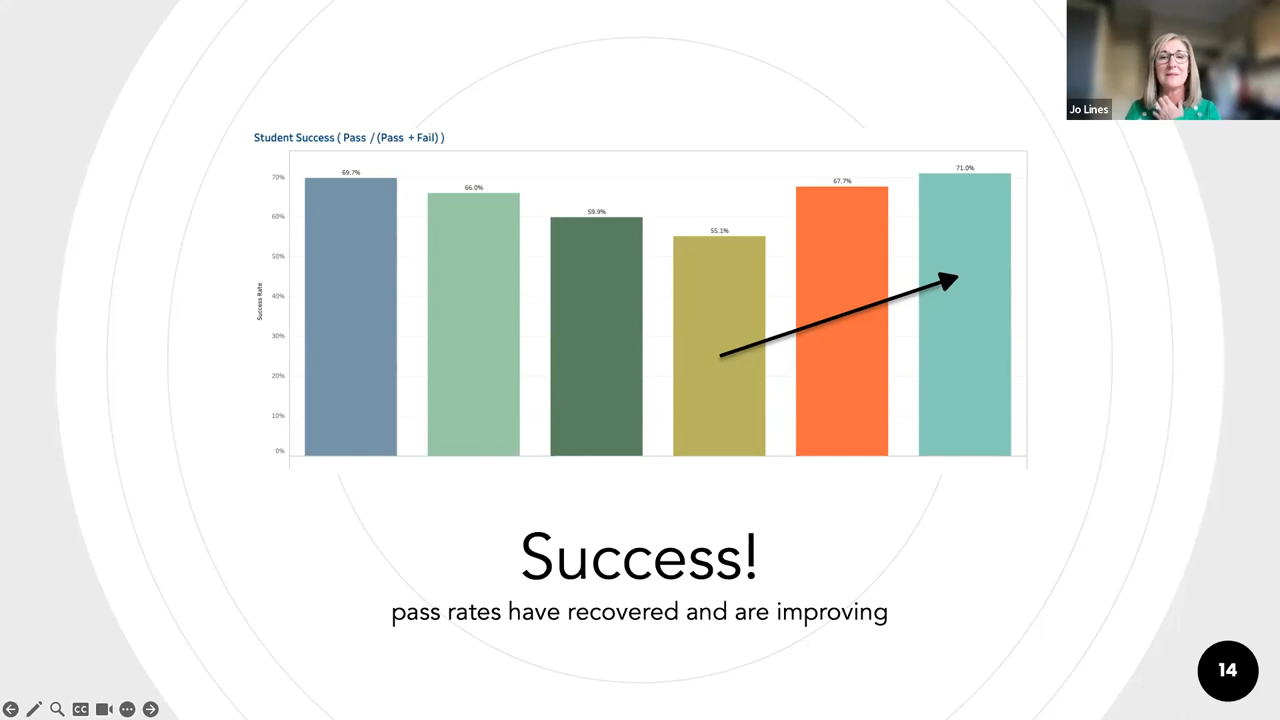 Jo Lines
Student Success ( Pass / (Pass + Fail) )
70%
60%
50%
40%
30%
20%
10%
0%
Success Rate
69.7%
66.0%
59.9%
55.1%
67.7%
71.0%
Success!
pass rates have recovered and are improving
14
CC